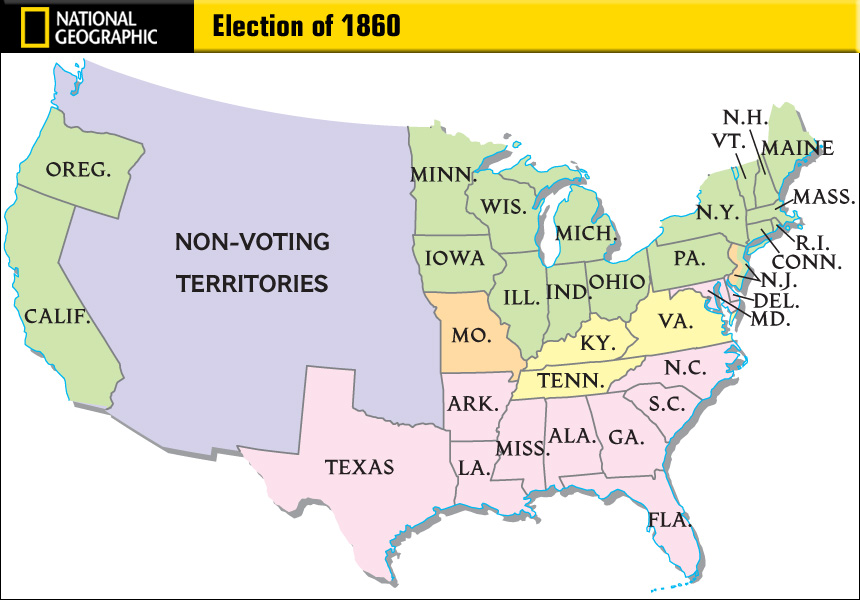 NATIONAL
GEOGRAPHIC
Election of 1860
N.H.
VT.
MAINE
OREG.
MINN.
MASS.
WIS.
N.Y.
MICH.
R.I.
NON-VOTING
TERRITORIES
IOWA
PA.
CONN.
N.J.
OHIO
ILL.
IND.
DEL.
MD.
CALIF.
MO.
VA.
KY.
N.C.
TENN.
ARK.
S.C.
MISS.
ALA.
GA.
TEXAS
LA.
FLA.